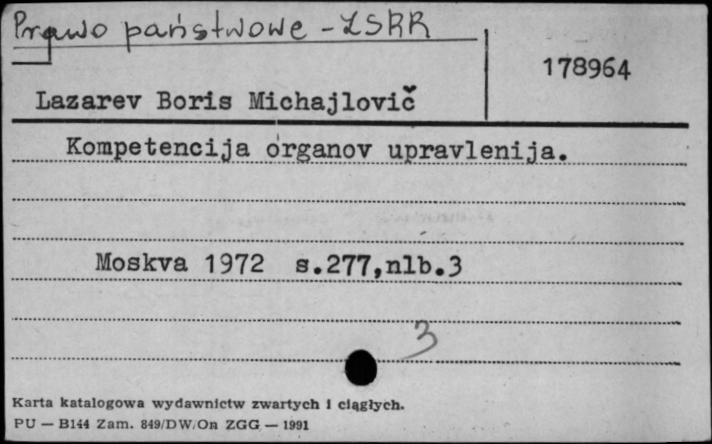 Prawo państwowe - ZSRR
178964
Lazarev Boris Michajlovič
Kompetencija organov upravlenija.
Moskva 1972 s.277,nlb.3
3
Karta katalogowa wydawnictw zwartych i ciągłych.
PU — B144 Zam. 849/DW/On ZGG — 1991